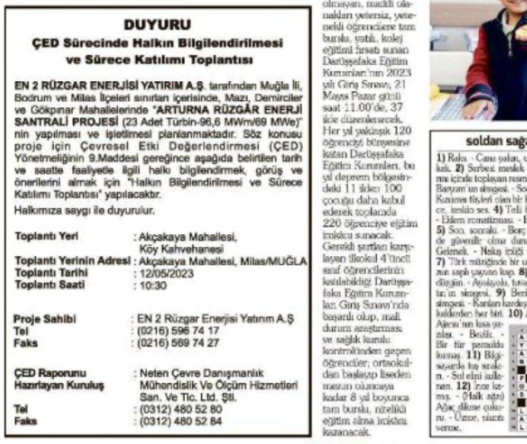 DUYURU
ÇED Sürecinde Halkın Bilgilendirilmesi
ve Sürece Katılımı Toplantısı
EN 2 RÜZGAR ENERJİSİ YATIRIM A.Ş. tarafından Muğla İli,
Bodrum ve Milas İlçeleri sınırları içerisinde, Mazı, Demirciler
ve Gökpınar Mahallelerinde "ARTURNA RÜZGÂR ENERJİ
SANTRALİ PROJESİ (23 Adet Türbin-96,6 MWm/69 MWe)"
nin yapılması ve işletilmesi planlanmaktadır. Söz konusu
proje için Çevresel Etki Değerlendirmesi (ÇED)
Yönetmeliğinin 9.Maddesi gereğince aşağıda belirtilen tarih
ve saatte faaliyetle ilgili halkı bilgilendirmek, görüş ve
önerilerini almak için "Halkın Bilgilendirilmesi ve Sürece
Katılımı Toplantısı" yapılacaktır.
Halkımıza saygı ile duyurulur.
Toplantı Yeri : Akçakaya Mahallesi,
Köy Kahvehanesi
Toplantı Yerinin Adresi : Akçakaya Mahallesi, Milas/MUĞLA
Toplantı Tarihi : 12/05/2023
Toplantı Saati : 10:30
Proje Sahibi : EN 2 Rüzgar Enerjisi Yatırım A.Ş
Tel : (0216) 596 74 17
Faks : (0216) 569 74 27
ÇED Raporunu : Neten Çevre Danışmanlık
Hazırlayan Kuruluş Mühendislik Ve Ölçüm Hizmetleri
San. Ve Tic. Ltd. Şti.
Tel : (0312) 480 52 80
Faks : (0312) 480 52 84
olmayan, maddi ola-
nakları yetersiz, yete-
nekli öğrencilere tam
burslu, yatılı, kolej
eğitimi fırsatı sunan
Darüşşafaka Eğitim
Kurumları'nın 2023
yılı Giriş Sınavı, 21
Mayıs Pazar günü
saat 11.00'de, 37
ilde düzenlenecek.
Her yıl yaklaşık 120
öğrenciyi bünyesine
katan Darüşşafaka
Eğitim Kurumları, bu
yıl deprem bölgesin-
deki 11 ilden 100
çocuğu daha kabul
ederek toplamda
220 öğrenciye eğitim
imkânı sunacak.
Gerekli şartları karşı-
layan ilkokul 4'üncü
sınıf öğrencilerinin
katılabildiği Darüşşa-
faka Eğitim Kurum-
ları Giriş Sınavı'nda
başarılı olup, mali
durum araştırması
ve sağlık kurulu
kontrolünden geçen
öğrenciler; ortaokul-
dan başlayıp liseden
mezun oluncaya
kadar 8 yıl boyunca
tam burslu, nitelikli
eğitim alma imkânı
kazanacak.
soldan sağa